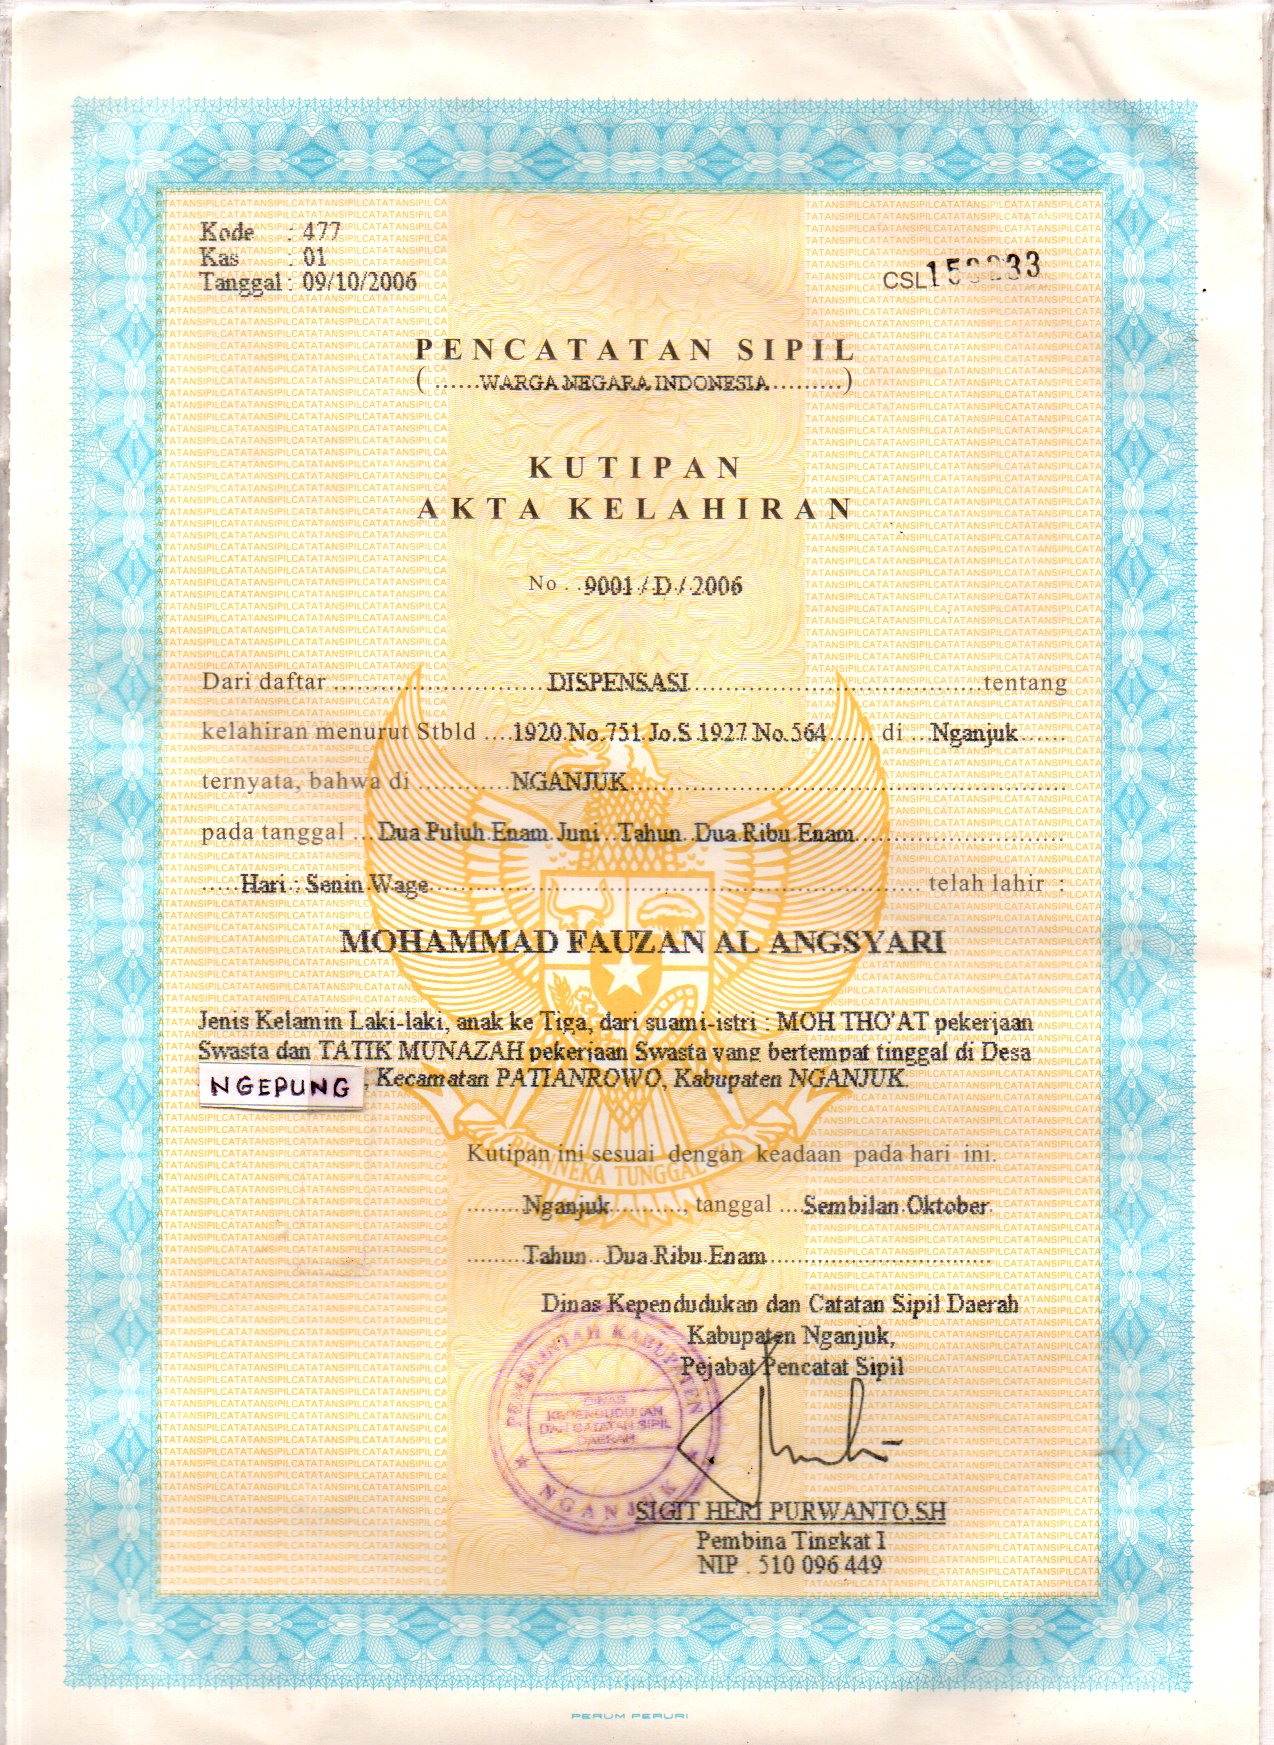 Kode : 477
Kas : 01
Tanggal : 09/10/2006
CSL
PENCATATAN SIPIL
( ......WARGA NEGARA INDONESIA..........)
KUTIPAN
AKTA KELAHIRAN
No . . 9001 / D / 2006
Dari daftar ............................DISPENSASI......................................tentang
kelahiran menurut Stbld ....1920 No.751 Jo.S 1927 No.564...... di ...Nganjuk......
ternyata, bahwa di ............NGANJUK..........................................................
pada tanggal ...Dua Puluh Enam Juni Tahun Dua Ribu Enam............................
.....Hari : Senin Wage................................................................. telah lahir :
MOHAMMAD FAUZAN AL ANGSYARI
Jenis Kelamin Laki-laki, anak ke Tiga, dari suami-istri : MOH THO'AT pekerjaan
Swasta dan TATIK MUNAZAH pekerjaan Swasta yang bertempat tinggal di Desa
NGEPUNG , Kecamatan PATIANROWO, Kabupaten NGANJUK.
BHINNEKA TUNGGAL IKA
Kutipan ini sesuai dengan keadaan pada hari ini.
........Nganjuk..........., tanggal ....Sembilan Oktober.
........Tahun Dua Ribu Enam.................................
Dinas Kependudukan dan Catatan Sipil Daerah
Kabupaten Nganjuk,
Pejabat Pencatat Sipil
PEMERINTAH KABUPATEN
DINAS
KEPENDUDUKAN
DAN CATATAN SIPIL
DAERAH
NGANJUK
SIGIT HERI PURWANTO,SH
Pembina Tingkat I
NIP . 510 096 449
PERUM PERURI